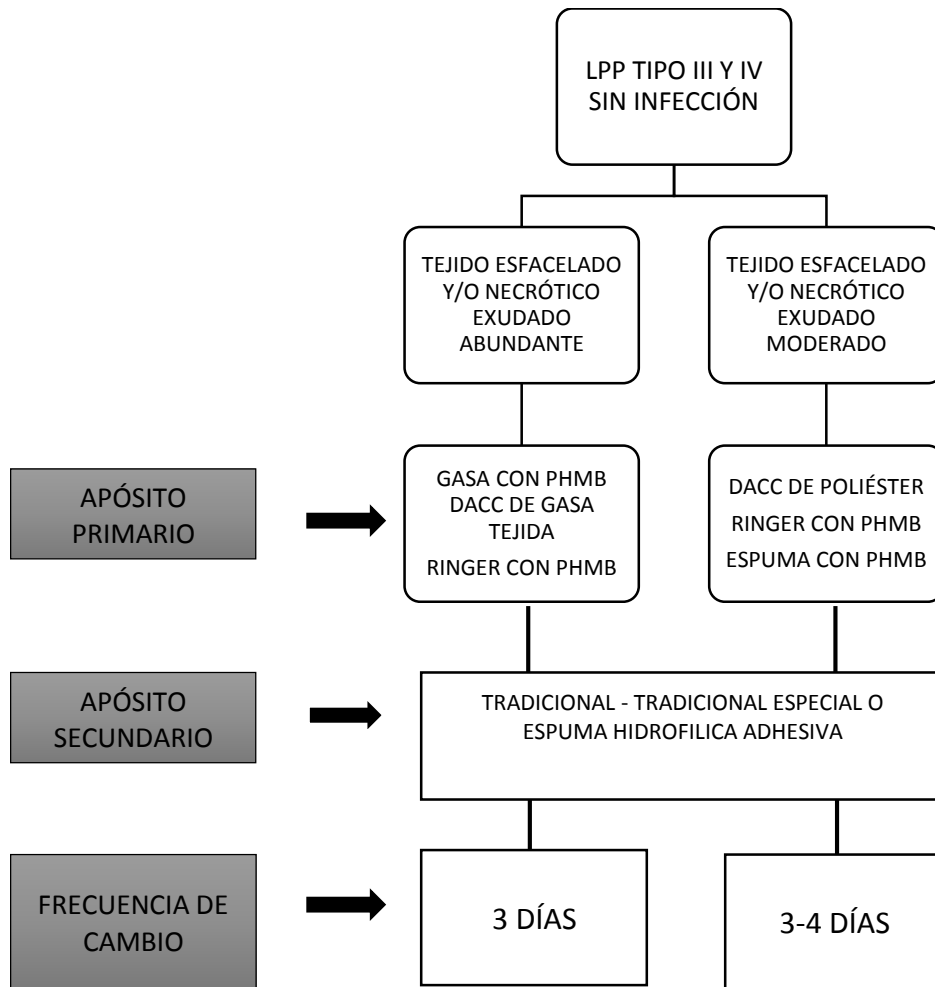 LPP TIPO III Y IV
SIN INFECCIÓN
TEJIDO ESFACELADO
Y/O NECRÓTICO
EXUDADO
ABUNDANTE
TEJIDO ESFACELADO
Y/O NECRÓTICO
EXUDADO
MODERADO
APÓSITO
PRIMARIO
GASA CON PHMB
DACC DE GASA
TEJIDA
RINGER CON PHMB
DACC DE POLIÉSTER
RINGER CON PHMB
ESPUMA CON PHMB
APÓSITO
SECUNDARIO
TRADICIONAL - TRADICIONAL ESPECIAL O
ESPUMA HIDROFILICA ADHESIVA
FRECUENCIA DE
CAMBIO
3 DÍAS
3-4 DÍAS